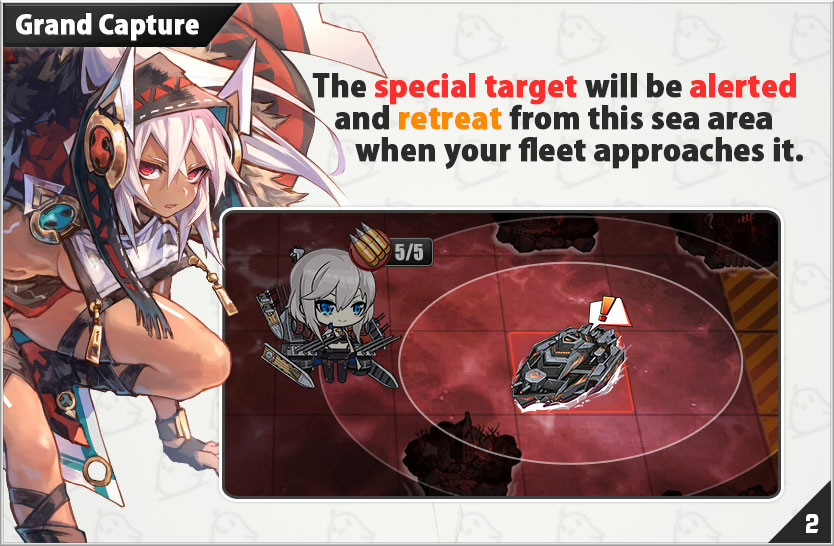 Grand Capture
The special target will be alerted
and retreat from this sea area
when your fleet approaches it.
5/5
!
2